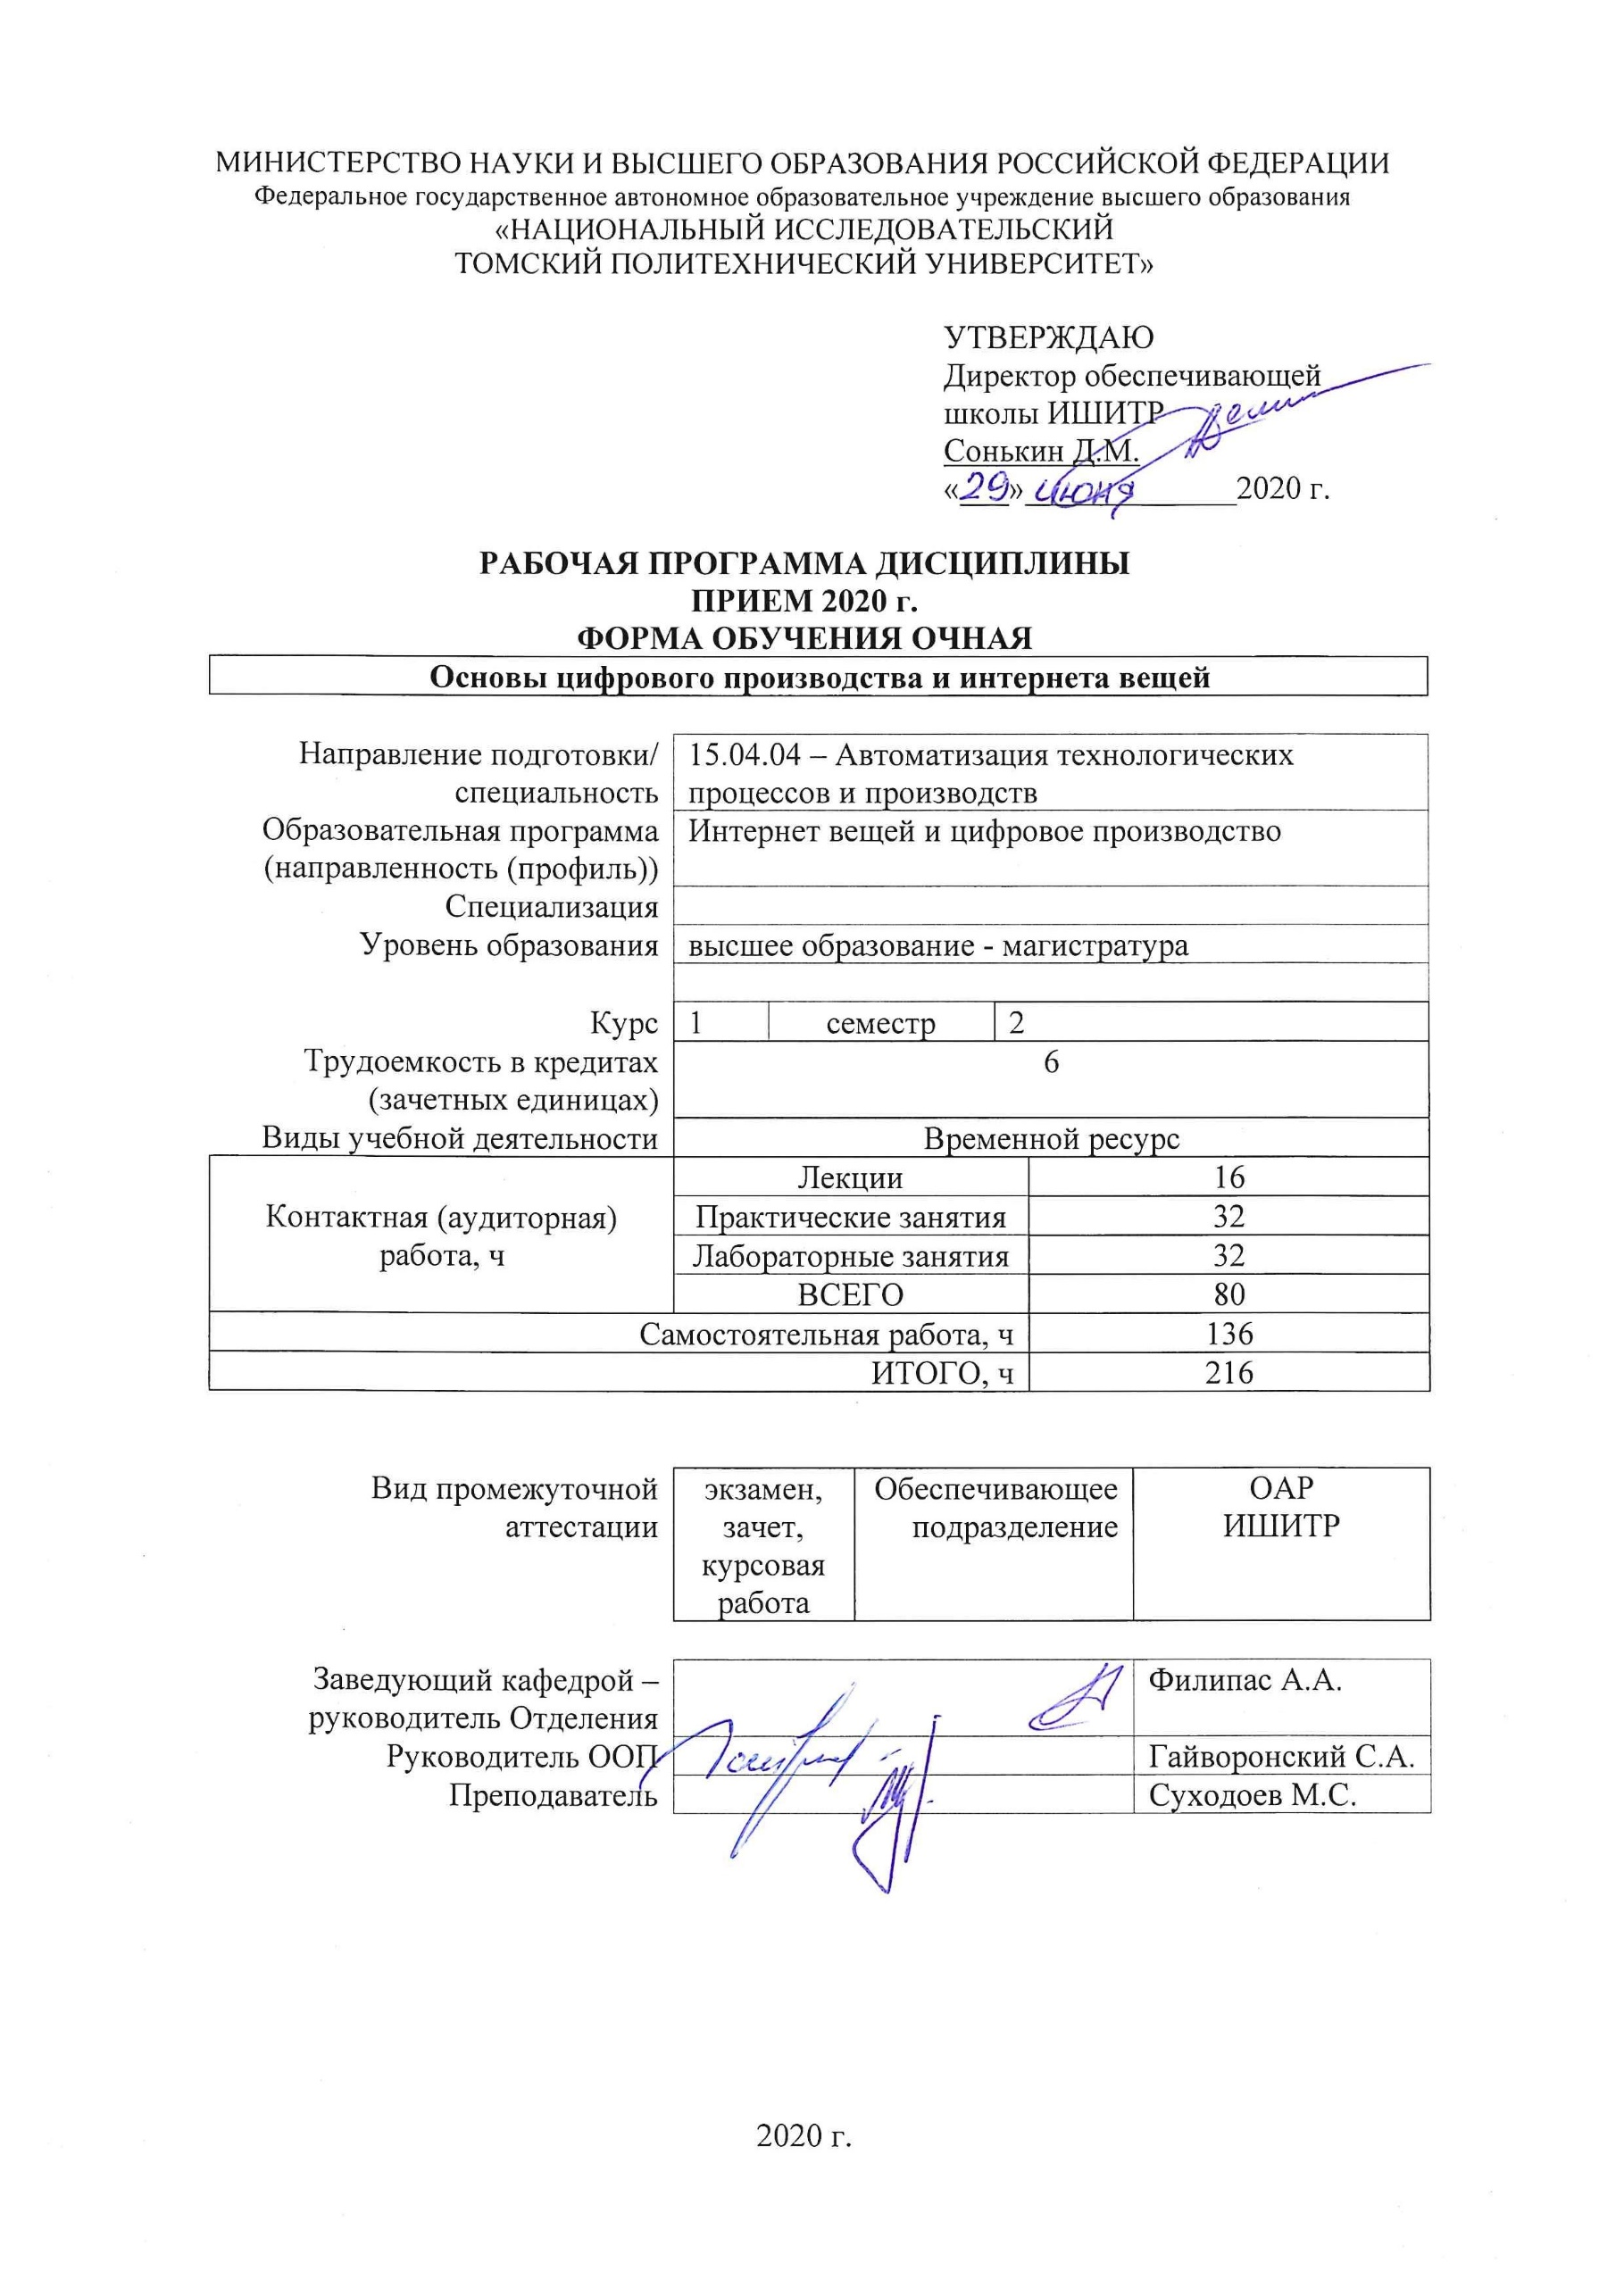 МИНИСТЕРСТВО НАУКИ И ВЫСШЕГО ОБРАЗОВАНИЯ РОССИЙСКОЙ ФЕДЕРАЦИИ
Федеральное государственное автономное образовательное учреждение высшего образования
«НАЦИОНАЛЬНЫЙ ИССЛЕДОВАТЕЛЬСКИЙ
ТОМСКИЙ ПОЛИТЕХНИЧЕСКИЙ УНИВЕРСИТЕТ»
УТВЕРЖДАЮ
Директор обеспечивающей
школы ИШИТР
Сонькин Д.М.
«29» июня 2020 г.
РАБОЧАЯ ПРОГРАММА ДИСЦИПЛИНЫ
ПРИЕМ 2020 г.
ФОРМА ОБУЧЕНИЯ ОЧНАЯ
Основы цифрового производства и интернета вещей
Направление подготовки/ 15.04.04 – Автоматизация технологических
специальность процессов и производств
Образовательная программа Интернет вещей и цифровое производство
(направленность (профиль))
Специализация
Уровень образования высшее образование - магистратура
Курс 1 семестр 2
Трудоемкость в кредитах 6
(зачетных единицах)
Виды учебной деятельности Временной ресурс
Лекции 16
Контактная (аудиторная) Практические занятия 32
работа, ч Лабораторные занятия 32
ВСЕГО 80
Самостоятельная работа, ч 136
ИТОГО, ч 216
Вид промежуточной экзамен, Обеспечивающее ОАР
аттестации зачет, подразделение ИШИТР
курсовая
работа
Заведующий кафедрой – Филипас А.А.
руководитель Отделения
Руководитель ООП Гайворонский С.А.
Преподаватель Суходоев М.С.
2020 г.